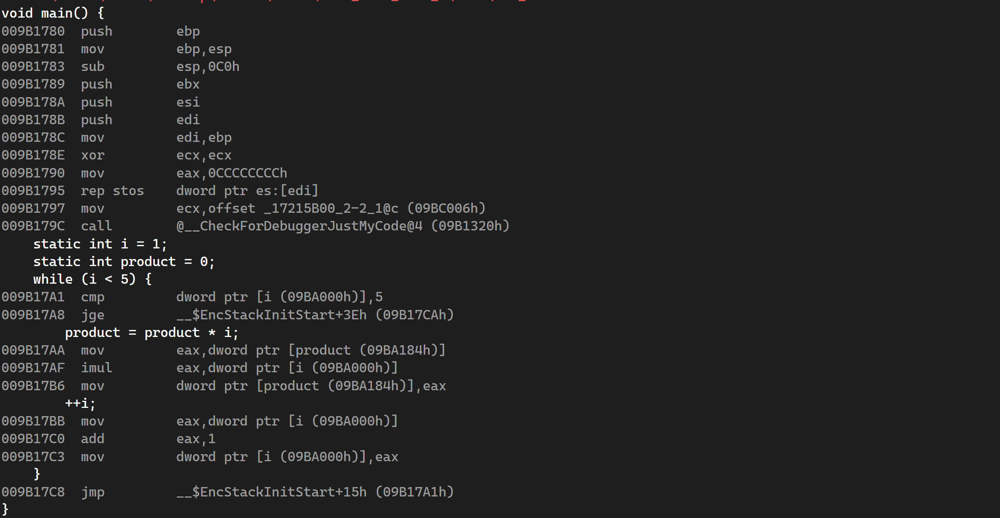 void main() {
009B1780  push        ebp
009B1781  mov         ebp,esp
009B1783  sub         esp,0C0h
009B1789  push        ebx
009B178A  push        esi
009B178B  push        edi
009B178C  mov         edi,ebp
009B178E  xor         ecx,ecx
009B1790  mov         eax,0CCCCCCCCh
009B1795  rep stos    dword ptr es:[edi]
009B1797  mov         ecx,offset _17215B00_2-2_1@c (09BC006h)
009B179C  call        @__CheckForDebuggerJustMyCode@4 (09B1320h)
    static int i = 1;
    static int product = 0;
    while (i < 5) {
009B17A1  cmp         dword ptr [i (09BA000h)],5
009B17A8  jge         __$EncStackInitStart+3Eh (09B17CAh)
        product = product * i;
009B17AA  mov         eax,dword ptr [product (09BA184h)]
009B17AF  imul        eax,dword ptr [i (09BA000h)]
009B17B6  mov         dword ptr [product (09BA184h)],eax
        ++i;
009B17BB  mov         eax,dword ptr [i (09BA000h)]
009B17C0  add         eax,1
009B17C3  mov         dword ptr [i (09BA000h)],eax
    }
009B17C8  jmp         __$EncStackInitStart+15h (09B17A1h)
}